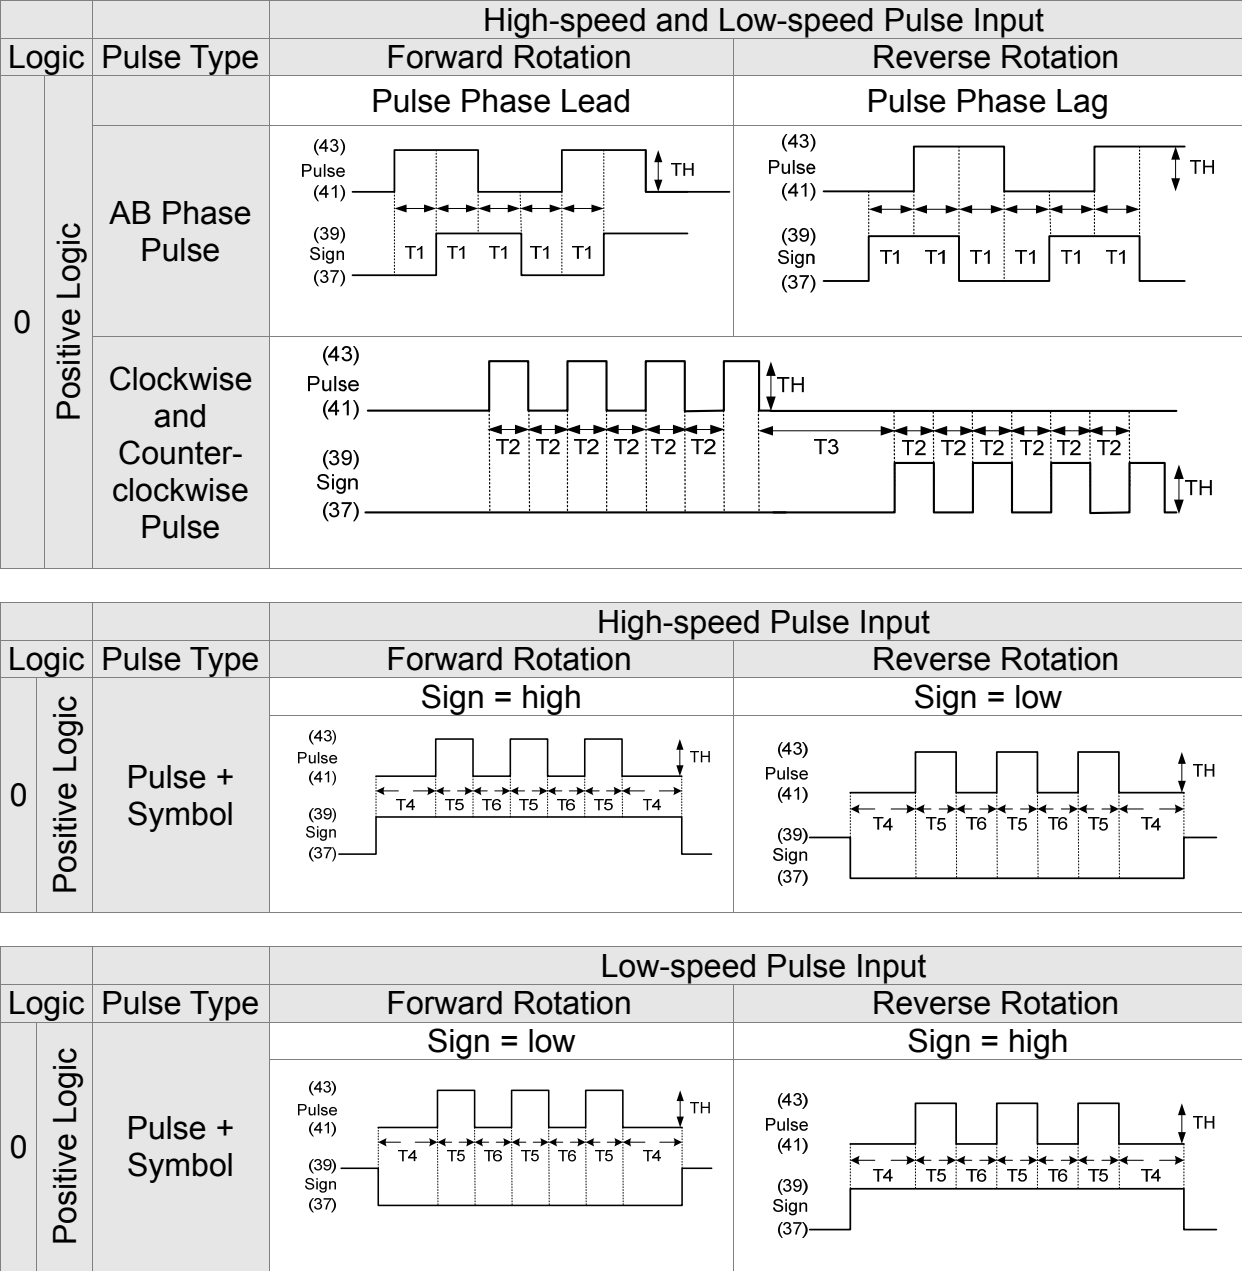 High-speed and Low-speed Pulse Input
Logic Pulse Type Forward Rotation Reverse Rotation
0 Positive Logic
Pulse Phase Lead Pulse Phase Lag
AB Phase
Pulse
(43)
Pulse
(41)
TH
(39)
Sign
(37)
T1 T1 T1 T1 T1
(43)
Pulse
(41)
TH
(39)
Sign
(37)
T1 T1 T1 T1 T1 T1
Clockwise
and
Counter-
clockwise
Pulse
(43)
Pulse
(41)
TH
T2 T2 T2 T2 T2 T2 T3 T2 T2 T2 T2 T2 T2
(39)
Sign
(37)
TH
High-speed Pulse Input
Logic Pulse Type Forward Rotation Reverse Rotation
0 Positive Logic
Pulse +
Symbol
Sign = high Sign = low
(43)
Pulse
(41)
TH
T4 T5 T6 T5 T6 T5 T4
(39)
Sign
(37)
(43)
Pulse
(41)
TH
T4 T5 T6 T5 T6 T5 T4
(39)
Sign
(37)
Low-speed Pulse Input
Logic Pulse Type Forward Rotation Reverse Rotation
0 Positive Logic
Pulse +
Symbol
Sign = low Sign = high
(43)
Pulse
(41)
TH
T4 T5 T6 T5 T6 T5 T4
(39)
Sign
(37)
(43)
Pulse
(41)
TH
T4 T5 T6 T5 T6 T5 T4
(39)
Sign
(37)